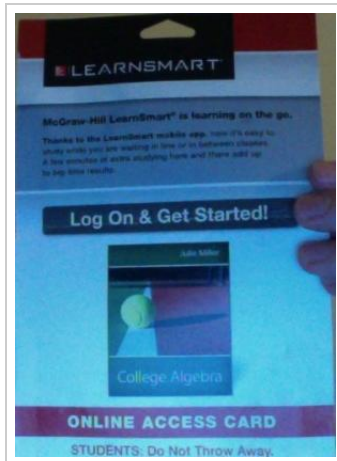 LEARNSMART
McGraw-Hill LearnSmart® is learning on the go.
Thanks to the LearnSmart mobile app, now it's easy to
study while you are waiting in line or in between classes.
A few minutes of extra studying here and there add up
to big-time results.
Log On & Get Started!
Julie Miller
College Algebra
ONLINE ACCESS CARD
STUDENTS: Do Not Throw Away.